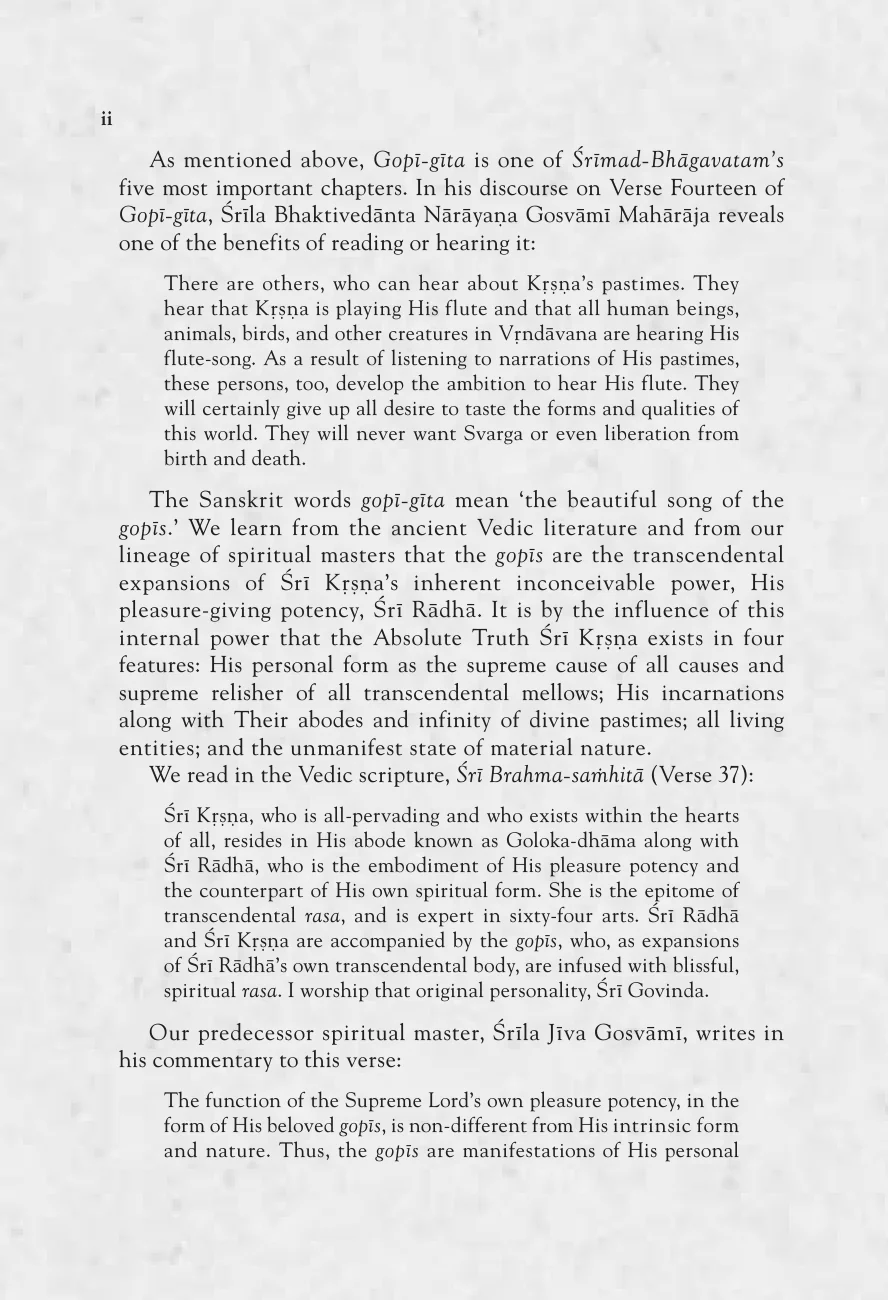 ii
As mentioned above, Gopī-gīta is one of Śrīmad-Bhāgavatam’s
five most important chapters. In his discourse on Verse Fourteen of
Gopī-gīta, Śrīla Bhaktivedānta Nārāyaṇa Gosvāmī Mahārāja reveals
one of the benefits of reading or hearing it:
There are others, who can hear about Kṛṣṇa’s pastimes. They
hear that Kṛṣṇa is playing His flute and that all human beings,
animals, birds, and other creatures in Vṛndāvana are hearing His
flute-song. As a result of listening to narrations of His pastimes,
these persons, too, develop the ambition to hear His flute. They
will certainly give up all desire to taste the forms and qualities of
this world. They will never want Svarga or even liberation from
birth and death.
The Sanskrit words gopī-gīta mean ‘the beautiful song of the
gopīs.’ We learn from the ancient Vedic literature and from our
lineage of spiritual masters that the gopīs are the transcendental
expansions of Śrī Kṛṣṇa’s inherent inconceivable power, His
pleasure-giving potency, Śrī Rādhā. It is by the influence of this
internal power that the Absolute Truth Śrī Kṛṣṇa exists in four
features: His personal form as the supreme cause of all causes and
supreme relisher of all transcendental mellows; His incarnations
along with Their abodes and infinity of divine pastimes; all living
entities; and the unmanifest state of material nature.
We read in the Vedic scripture, Śrī Brahma-saṁhitā (Verse 37):
Śrī Kṛṣṇa, who is all-pervading and who exists within the hearts
of all, resides in His abode known as Goloka-dhāma along with
Śrī Rādhā, who is the embodiment of His pleasure potency and
the counterpart of His own spiritual form. She is the epitome of
transcendental rasa, and is expert in sixty-four arts. Śrī Rādhā
and Śrī Kṛṣṇa are accompanied by the gopīs, who, as expansions
of Śrī Rādhā’s own transcendental body, are infused with blissful,
spiritual rasa. I worship that original personality, Śrī Govinda.
Our predecessor spiritual master, Śrīla Jīva Gosvāmī, writes in
his commentary to this verse:
The function of the Supreme Lord’s own pleasure potency, in the
form of His beloved gopīs, is non-different from His intrinsic form
and nature. Thus, the gopīs are manifestations of His personal